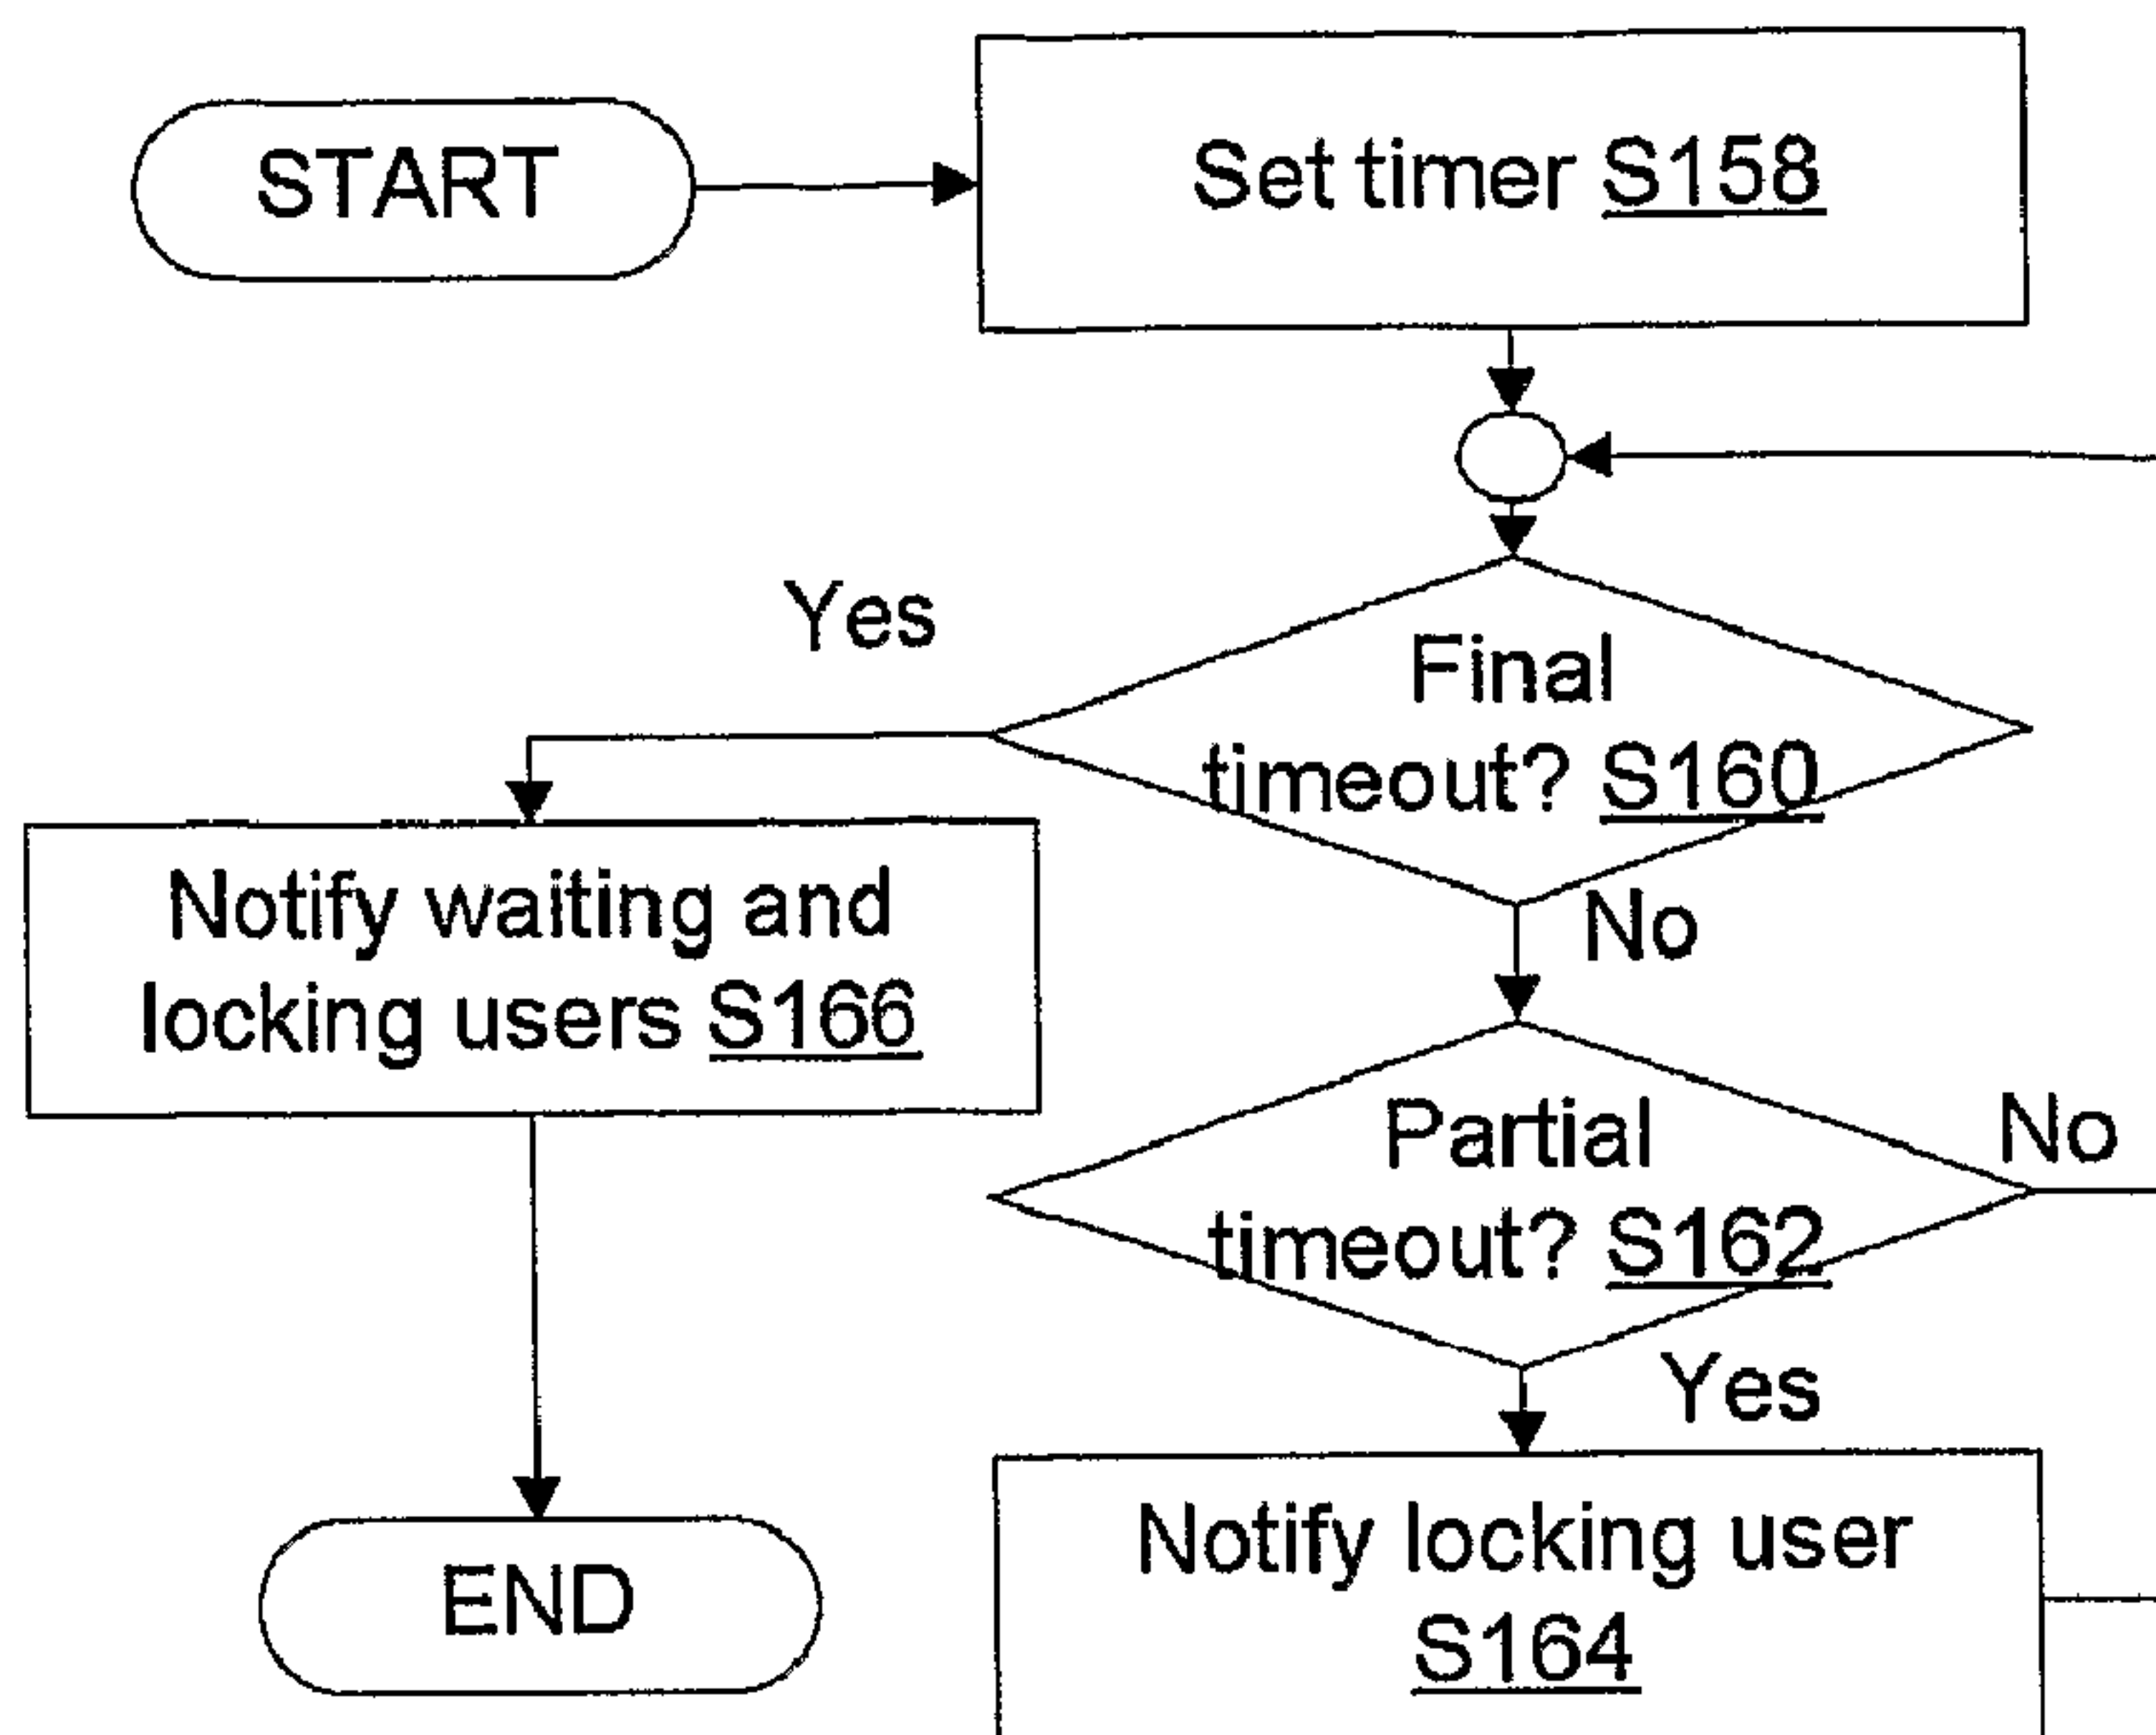 START
Set timer S158
Yes
Final
timeout? S160
No
Notify waiting and
locking users S166
Partial
timeout? S162
No
Yes
Notify locking user
S164
END